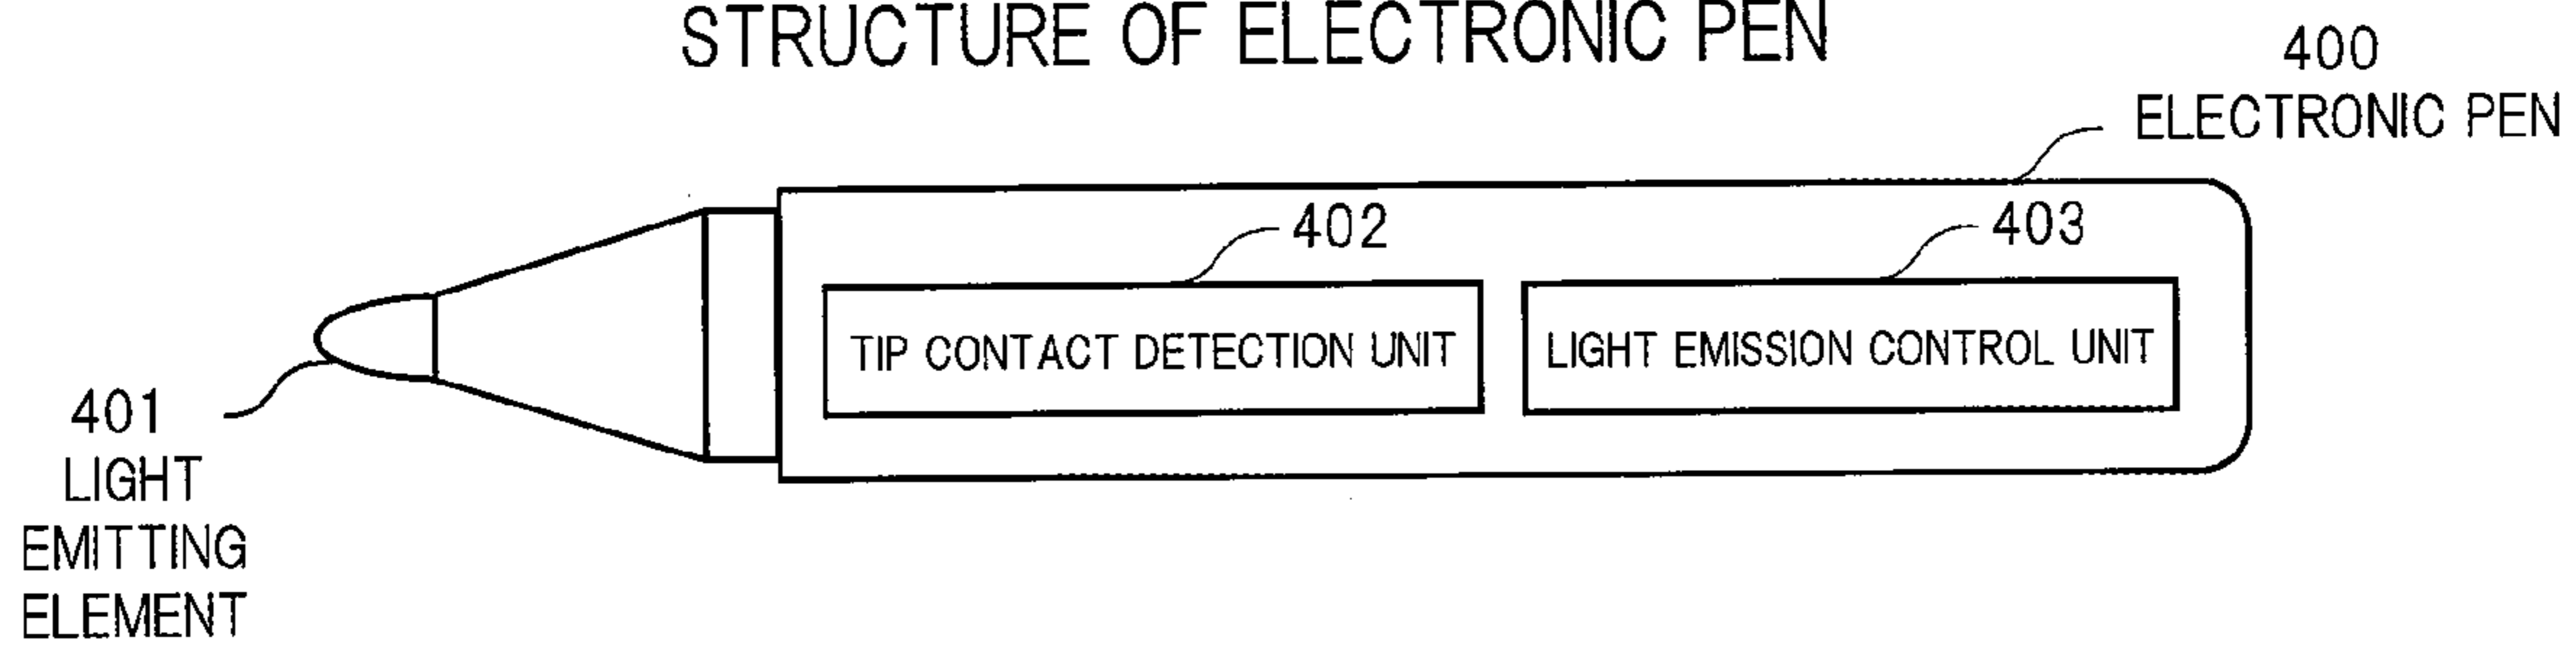 STRUCTURE OF ELECTRONIC PEN
400
ELECTRONIC PEN
402
403
TIP CONTACT DETECTION UNIT
LIGHT EMISSION CONTROL UNIT
401
LIGHT
EMITTING
ELEMENT